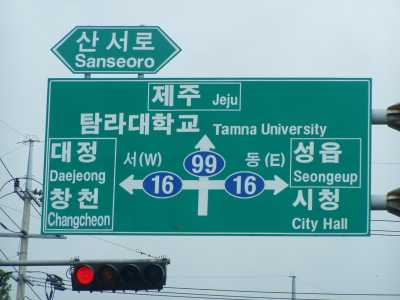 산 서로
Sanseoro
제주 Jeju
탐라대학교 Tamna University
대정
Daejeong
창천
Changcheon
서(W)
16
99
16
동(E)
성읍
Seongeup
시청
City Hall